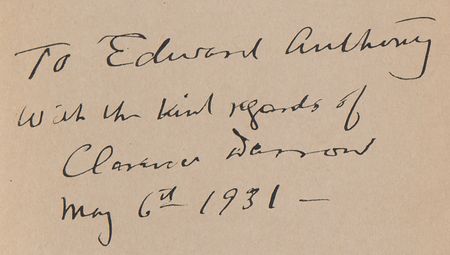 To Edward Anthony
With the kind regards of
Clarence Darrow
May 6th 1931 —